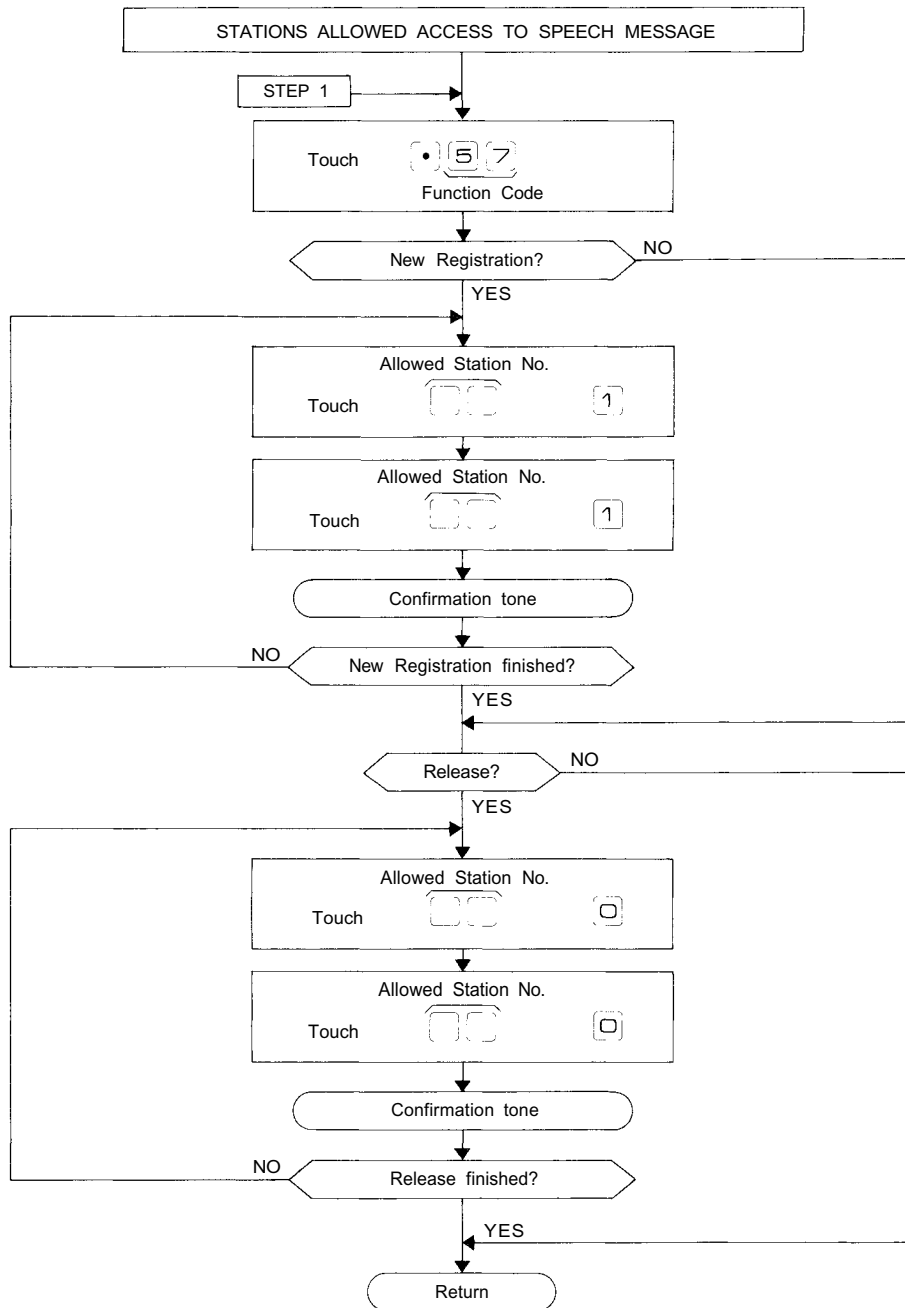 STATIONS ALLOWED ACCESS TO SPEECH MESSAGE
STEP 1
Touch • 5 7
Function Code
New Registration?
NO
YES
Allowed Station No.
Touch 1
Allowed Station No.
Touch 1
Confirmation tone
NO
New Registration finished?
YES
Release?
NO
YES
Allowed Station No.
Touch 0
Allowed Station No.
Touch 0
Confirmation tone
NO
Release finished?
YES
Return